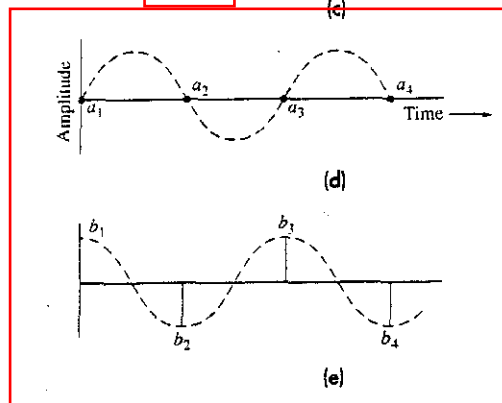 (c)
Amplitude
a1 a2 a3 a4
Time
(d)
b1 b3
b2 b4
(e)